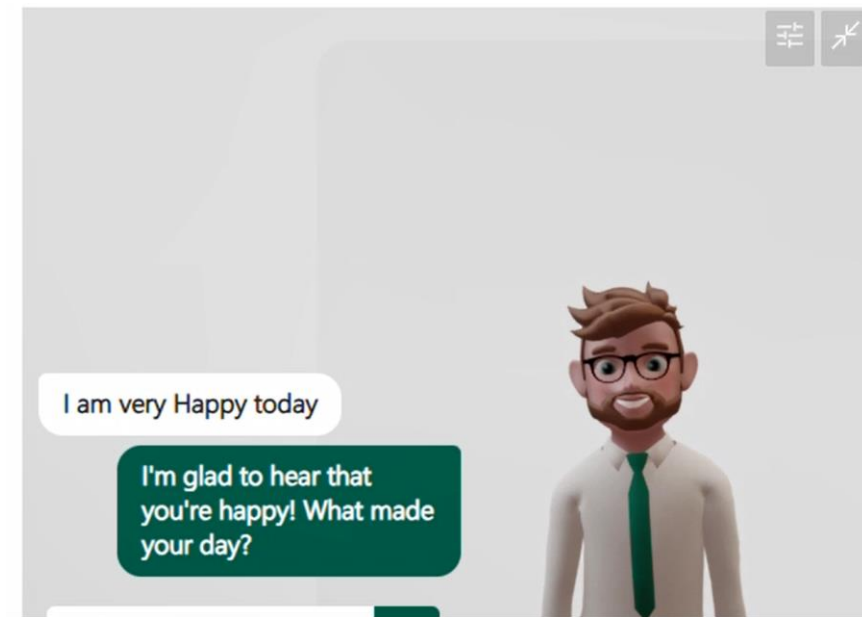 I am very Happy today
I'm glad to hear that
you're happy! What made
your day?